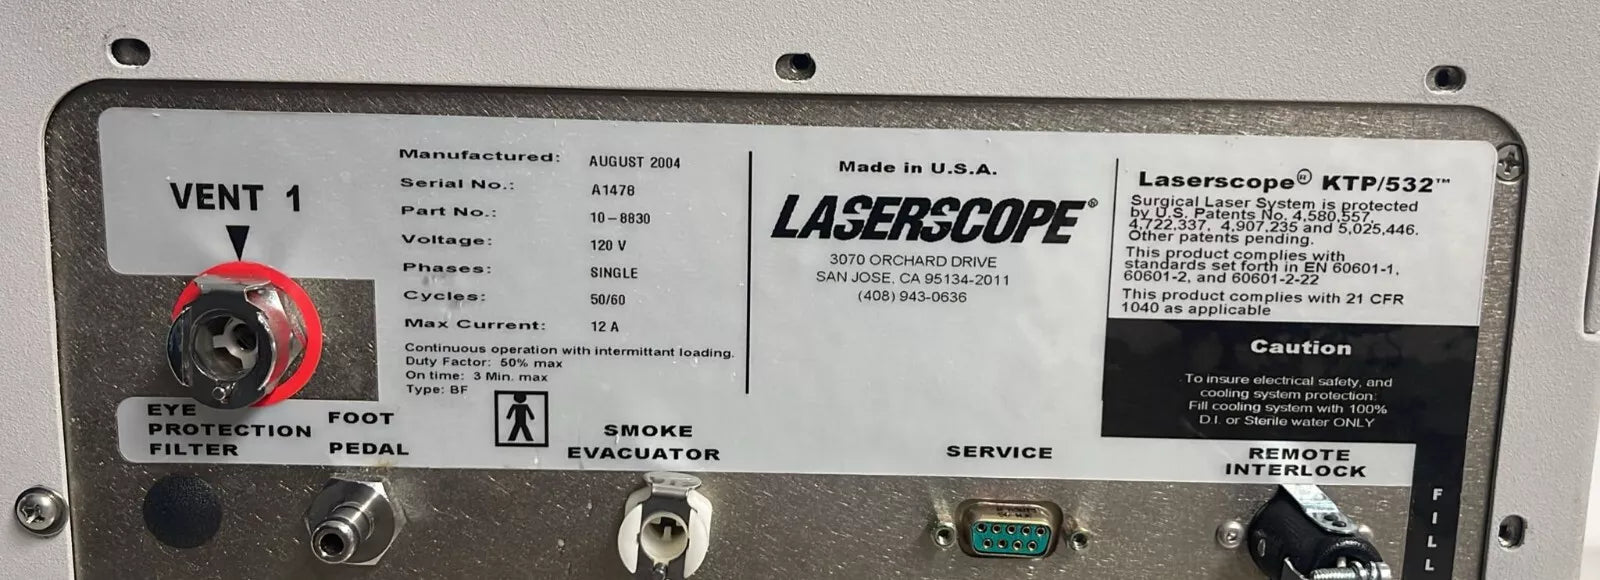 VENT 1
Manufactured: AUGUST 2004
Serial No.: A1478
Part No.: 10-8830
Voltage: 120 V
Phases: SINGLE
Cycles: 50/60
Max Current: 12 A
Continuous operation with intermittant loading.
Duty Factor: 50% max
On time: 3 Min. max
Type: BF
Made in U.S.A.
LASERSCOPE®
3070 ORCHARD DRIVE
SAN JOSE, CA 95134-2011
(408) 943-0636
Laserscope® KTP/532™
Surgical Laser System is protected
by U.S. Patents No. 4,580,557,
4,722,337, 4,907,235 and 5,025,446.
Other patents pending.
This product complies with
standards set forth in EN 60601-1,
60601-2, and 60601-2-22
This product complies with 21 CFR
1040 as applicable
Caution
To insure electrical safety, and
cooling system protection:
Fill cooling system with 100%
D.I. or Sterile water ONLY
EYE
PROTECTION
FILTER
FOOT
PEDAL
SMOKE
EVACUATOR
SERVICE
REMOTE
INTERLOCK
FILL